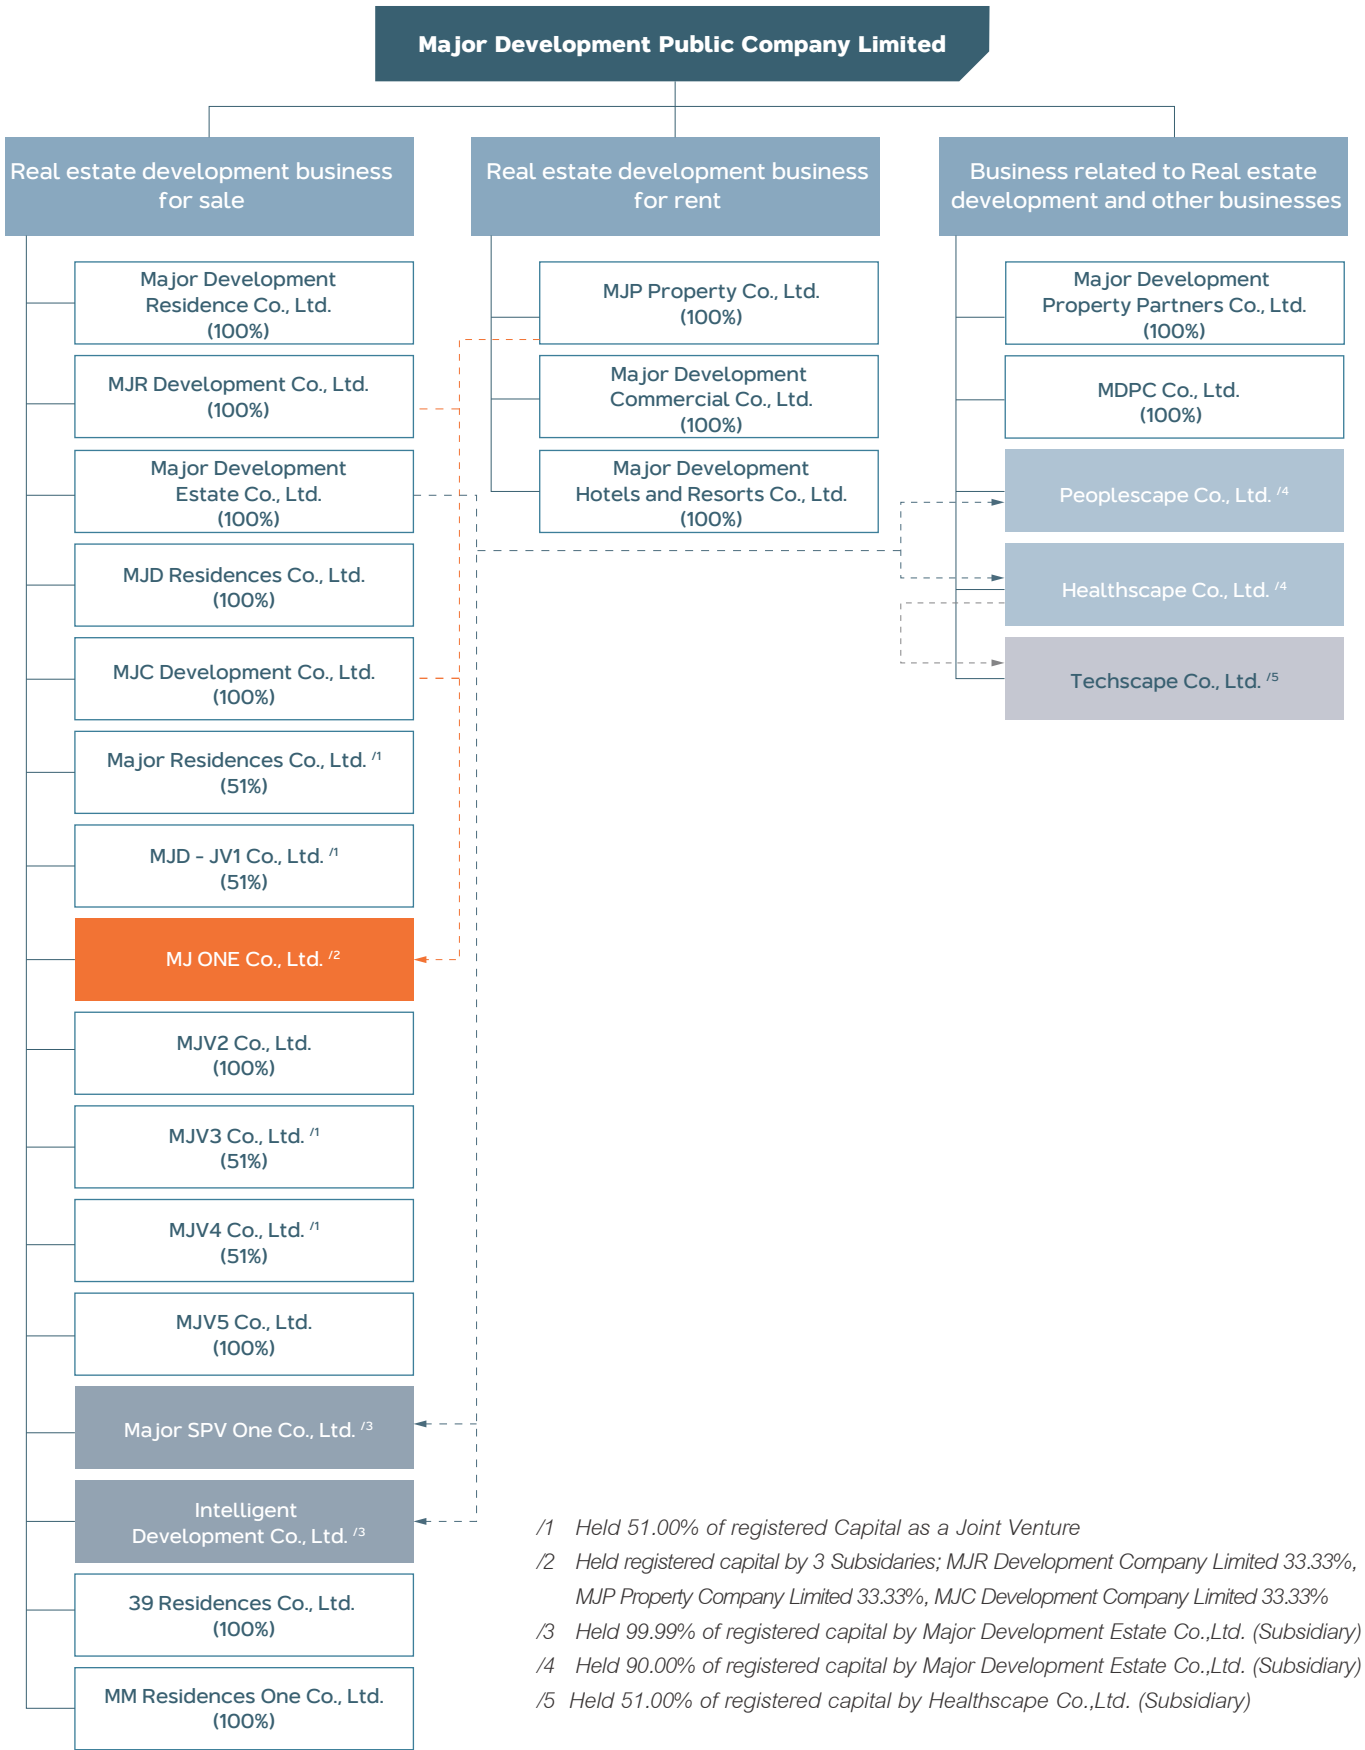 Major Development Public Company Limited
Real estate development business
for sale
Major Development
Residence Co., Ltd.
(100%)
MJR Development Co., Ltd.
(100%)
Major Development
Estate Co., Ltd.
(100%)
MJD Residences Co., Ltd.
(100%)
MJC Development Co., Ltd.
(100%)
Major Residences Co., Ltd. /1
(51%)
MJD - JV1 Co., Ltd. /1
(51%)
MJ ONE Co., Ltd. /2
MJV2 Co., Ltd.
(100%)
MJV3 Co., Ltd. /1
(51%)
MJV4 Co., Ltd. /1
(51%)
MJV5 Co., Ltd.
(100%)
Major SPV One Co., Ltd. /3
Intelligent
Development Co., Ltd. /3
39 Residences Co., Ltd.
(100%)
MM Residences One Co., Ltd.
(100%)
Real estate development business
for rent
MJP Property Co., Ltd.
(100%)
Major Development
Commercial Co., Ltd.
(100%)
Major Development
Hotels and Resorts Co., Ltd.
(100%)
Business related to Real estate
development and other businesses
Major Development
Property Partners Co., Ltd.
(100%)
MDPC Co., Ltd.
(100%)
Peoplescape Co., Ltd. /4
Healthscape Co., Ltd. /4
Techscape Co., Ltd. /5
/1 Held 51.00% of registered Capital as a Joint Venture
/2 Held registered capital by 3 Subsidaries; MJR Development Company Limited 33.33%,
MJP Property Company Limited 33.33%, MJC Development Company Limited 33.33%
/3 Held 99.99% of registered capital by Major Development Estate Co.,Ltd. (Subsidiary)
/4 Held 90.00% of registered capital by Major Development Estate Co.,Ltd. (Subsidiary)
/5 Held 51.00% of registered capital by Healthscape Co.,Ltd. (Subsidiary)